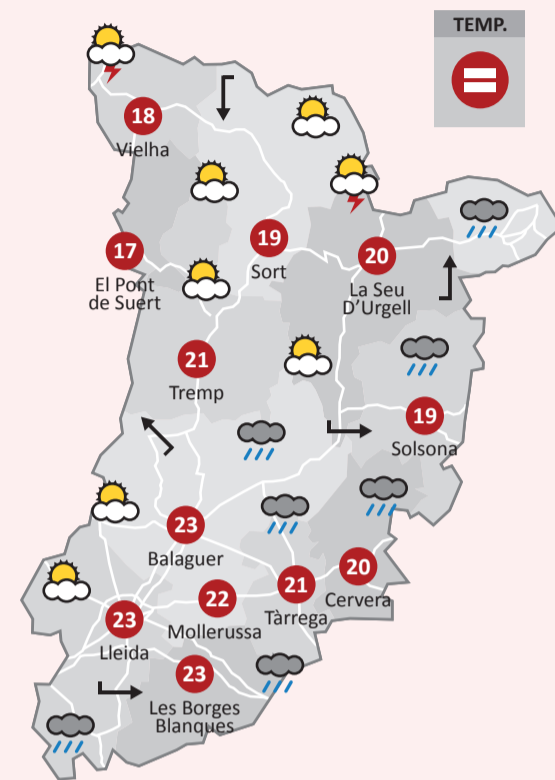 TEMP.
18
Vielha
17
El Pont
de Suert
19
Sort
20
La Seu
D'Urgell
21
Tremp
19
Solsona
23
Balaguer
20
Cervera
21
Tàrrega
22
Mollerussa
23
Lleida
23
Les Borges
Blanques